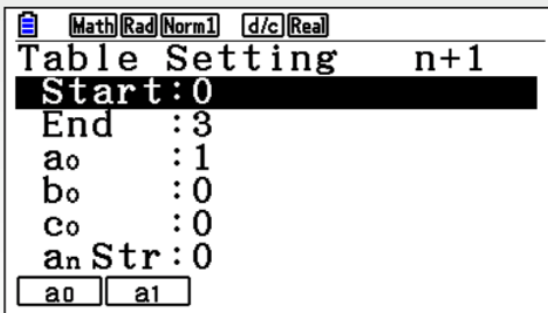 Math Rad Norm1 d/c Real
Table Setting n+1
Start:0
End :3
a0 :1
b0 :0
c0 :0
an Str:0
a0 a1